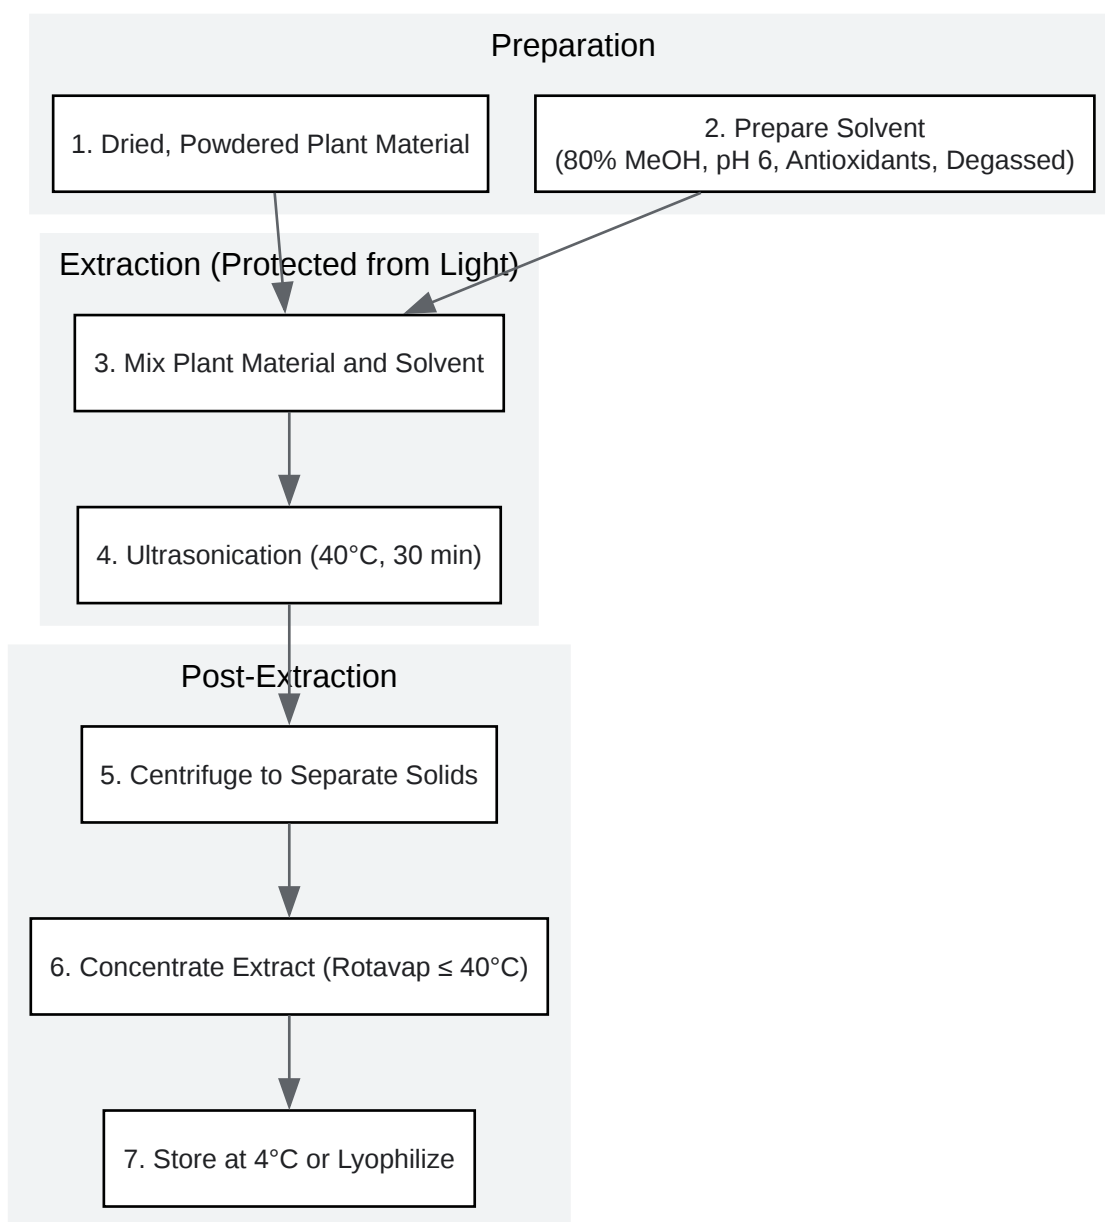 Preparation
1. Dried, Powdered Plant Material
2. Prepare Solvent
(80% MeOH, pH 6, Antioxidants, Degassed)
Extraction (Protected from Light)
3. Mix Plant Material and Solvent
4. Ultrasonication (40°C, 30 min)
Post-Extraction
5. Centrifuge to Separate Solids
6. Concentrate Extract (Rotavap ≤ 40°C)
7. Store at 4°C or Lyophilize